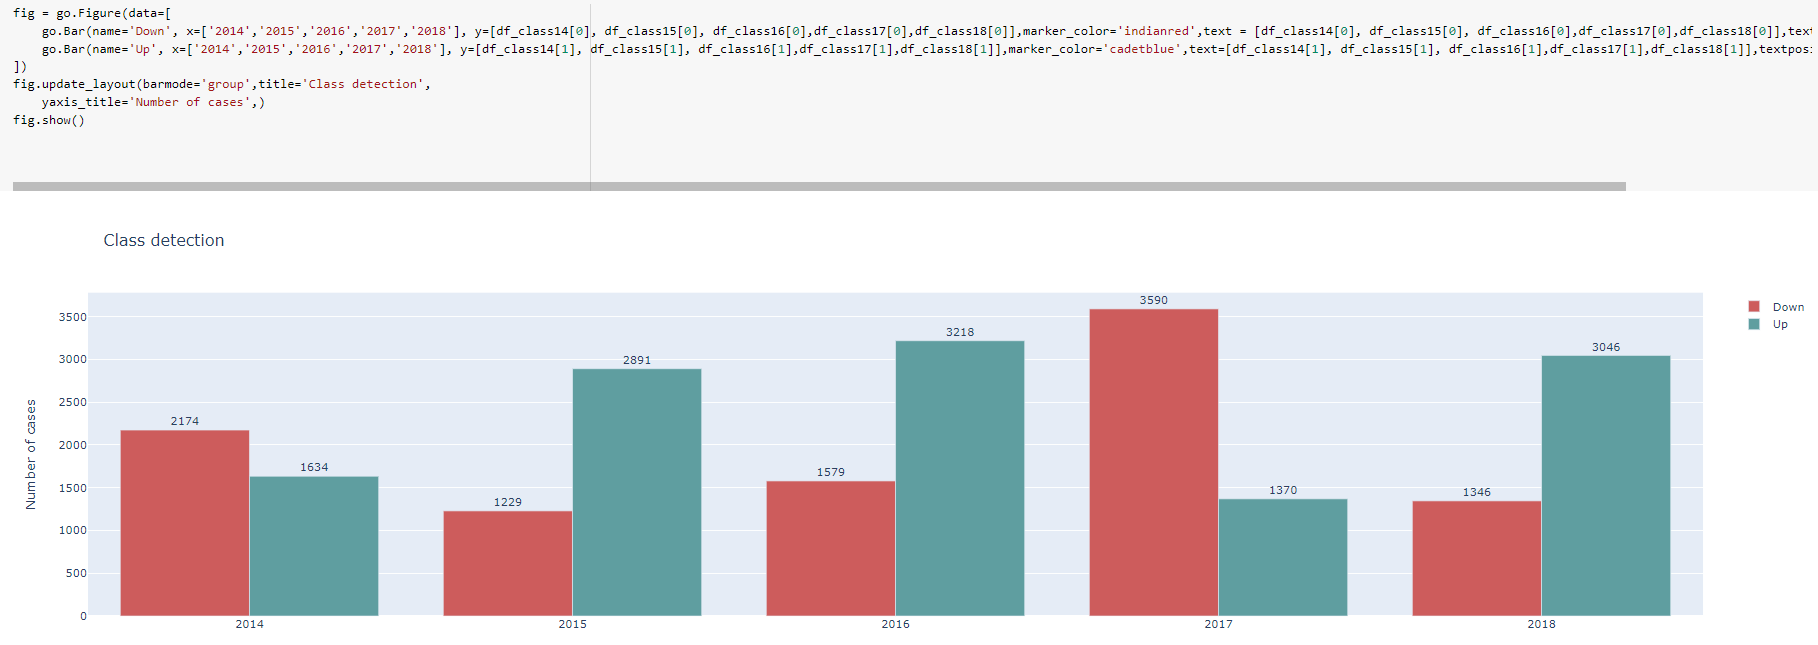 fig = go.Figure(data=[
    go.Bar(name='Down', x=['2014','2015','2016','2017','2018'], y=[df_class14[0], df_class15[0], df_class16[0],df_class17[0],df_class18[0]],marker_color='indianred',text = [df_class14[0], df_class15[0], df_class16[0],df_class17[0],df_class18[0]],text
    go.Bar(name='Up', x=['2014','2015','2016','2017','2018'], y=[df_class14[1], df_class15[1], df_class16[1],df_class17[1],df_class18[1]],marker_color='cadetblue',text=[df_class14[1], df_class15[1], df_class16[1],df_class17[1],df_class18[1]],textpos
])
fig.update_layout(barmode='group',title='Class detection',
    yaxis_title='Number of cases',)
fig.show()
Class detection
Number of cases
3500
3000
2500
2000
1500
1000
500
0
2174
1634
1229
2891
1579
3218
3590
1370
1346
3046
2014
2015
2016
2017
2018
Down
Up